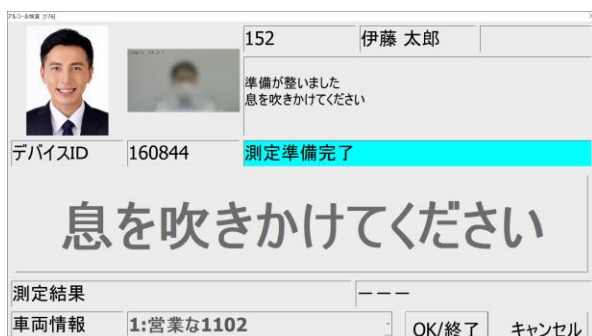 アルコール検査 [176]
152 伊藤 太郎
準備が整いました
息を吹きかけてください
デバイスID 160844 測定準備完了
息を吹きかけてください
測定結果 ーーー
車両情報 1:営業な1102 OK/終了 キャンセル